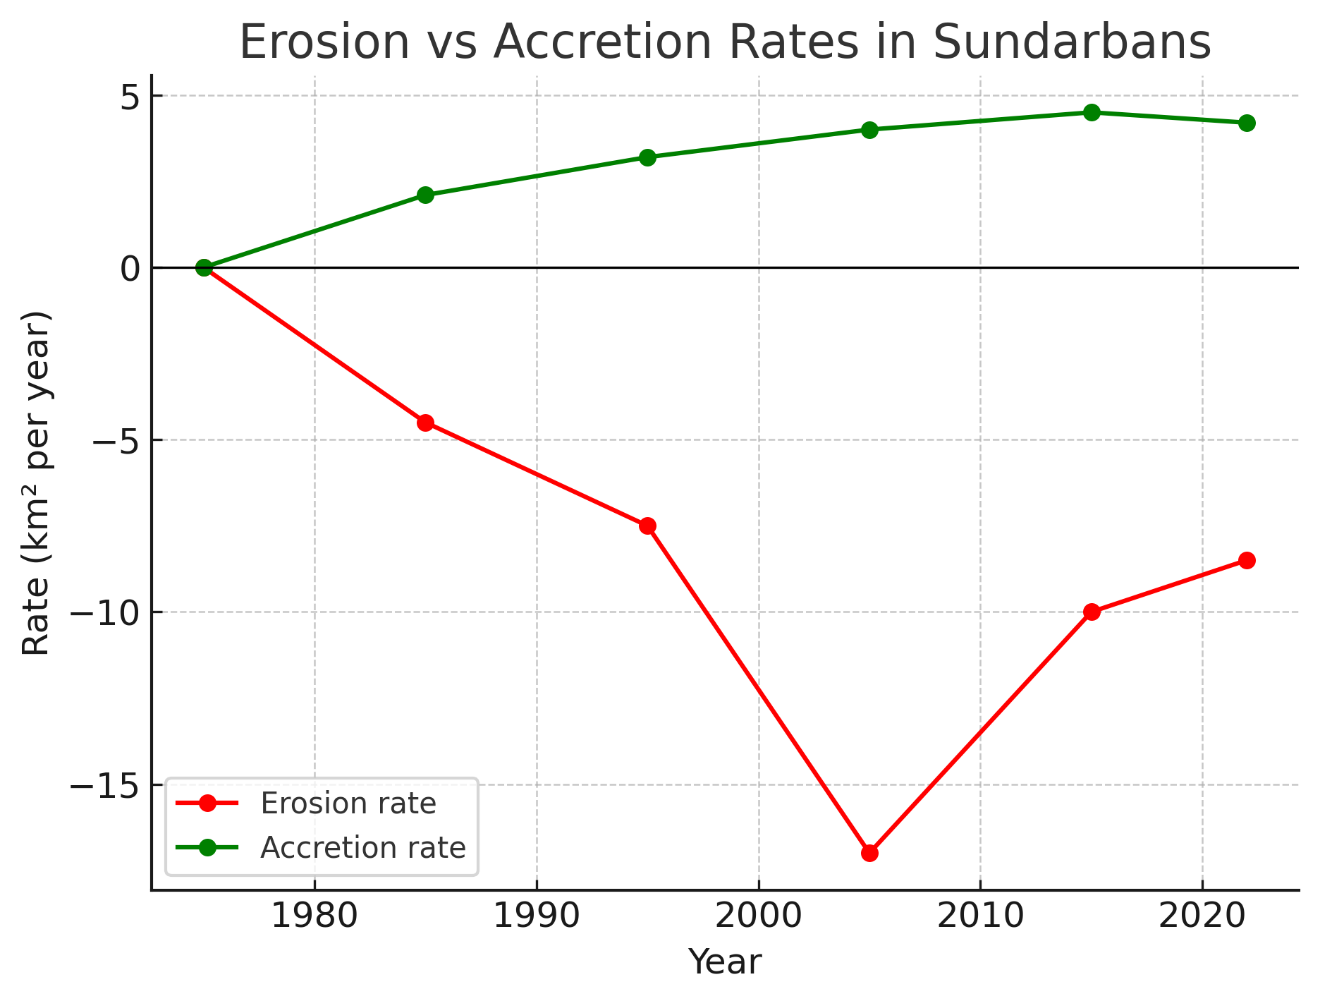 Erosion vs Accretion Rates in Sundarbans
5
0
−5
−10
−15
Rate (km² per year)
Erosion rate
Accretion rate
1980 1990 2000 2010 2020
Year